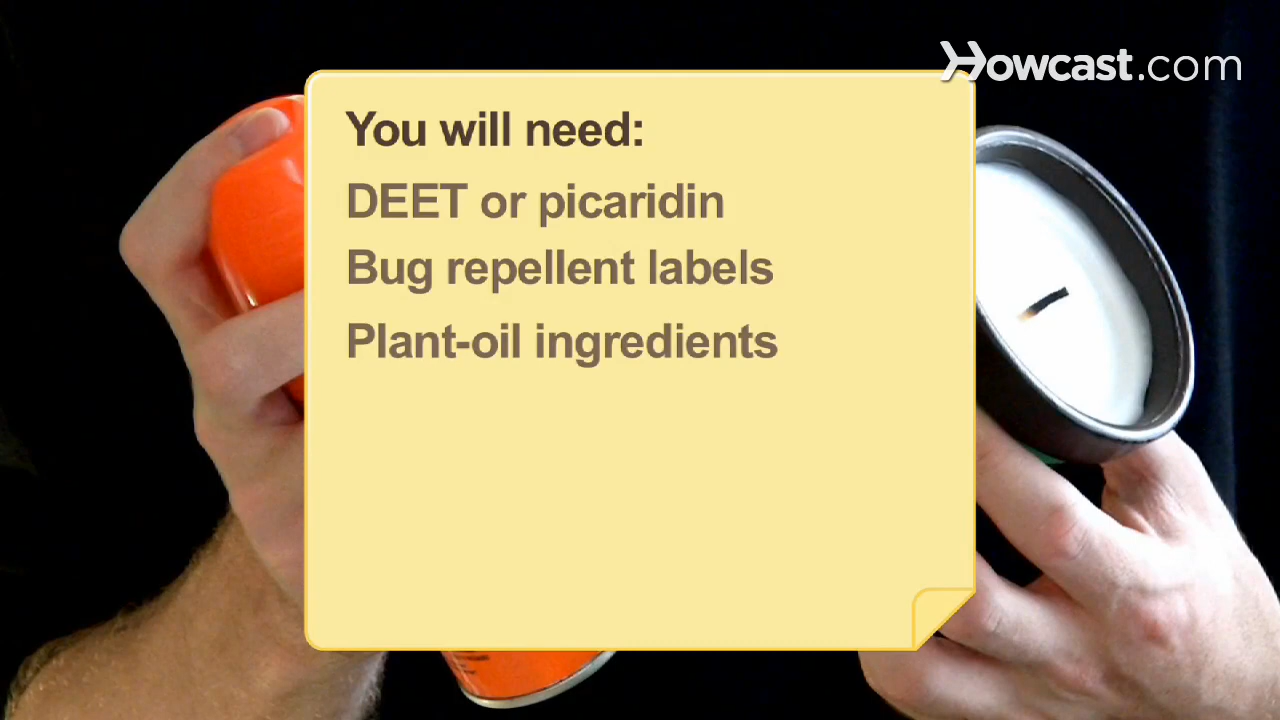 Howcast.com
You will need:
DEET or picaridin
Bug repellent labels
Plant-oil ingredients